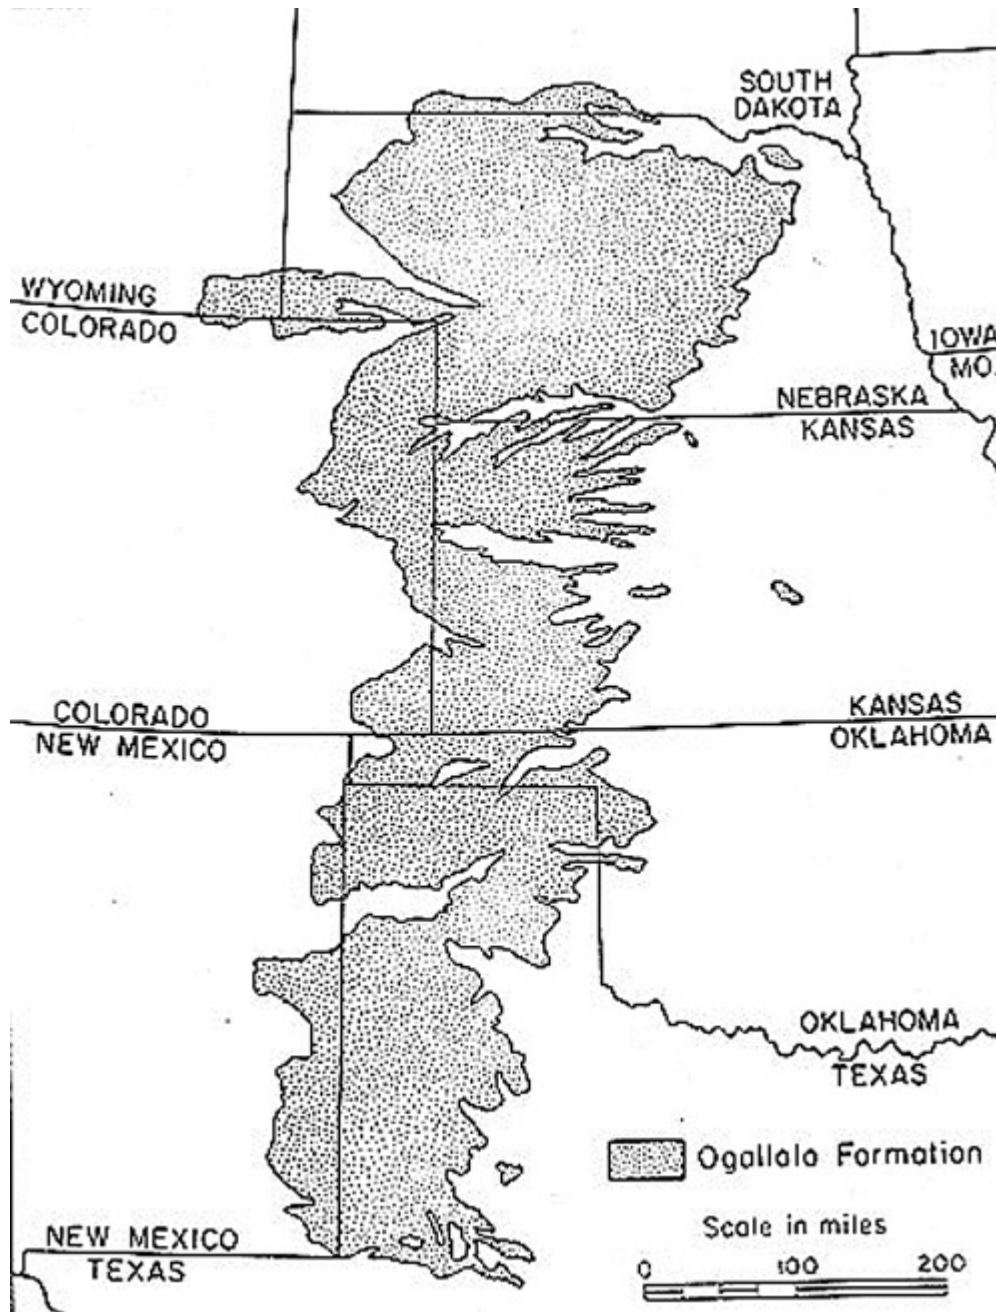 SOUTH
DAKOTA
WYOMING
COLORADO
IOWA
MO.
NEBRASKA
KANSAS
COLORADO
NEW MEXICO
KANSAS
OKLAHOMA
OKLAHOMA
TEXAS
Ogallala Formation
Scale in miles
0 100 200
NEW MEXICO
TEXAS